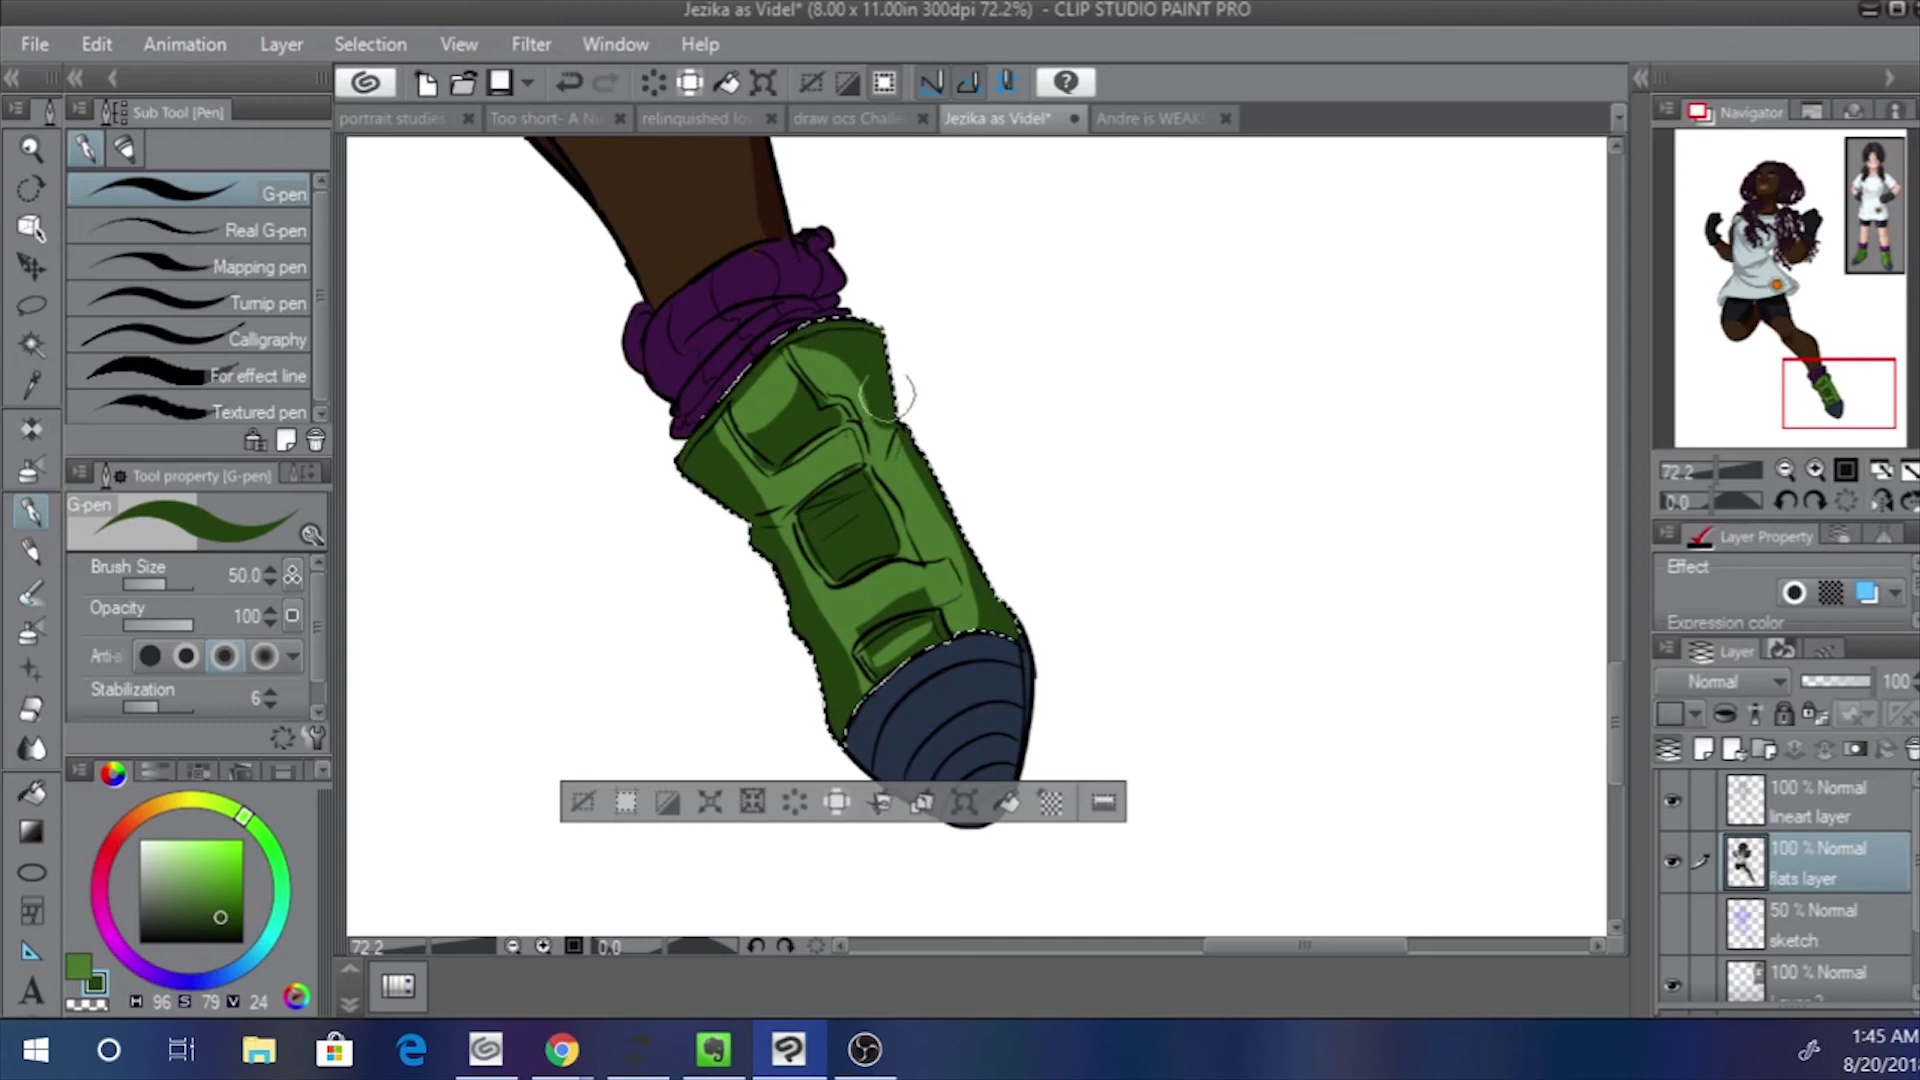 Jezika as Videl* (8.00 x 11.00in 300dpi 72.2%) - CLIP STUDIO PAINT PRO
File Edit Animation Layer Selection View Filter Window Help
Sub Tool [Pen]
portrait studies Too short- A N relinquished lov draw ocs Challe Jezika as Videl* Andre is WEAK!
Navigator
G-pen
Real G-pen
Mapping pen
Turnip pen
Calligraphy
For effect line
Textured pen
Tool property [G-pen]
G-pen
Brush Size 50.0
Opacity 100
Anti-a
Stabilization 6
H 96 S 79 V 24
72.2 0.0
72.2
0.0
Layer Property
Effect
Expression color
Layer
Normal 100
100 % Normal
lineart layer
100 % Normal
flats layer
50 % Normal
sketch
100 % Normal
1:45 AM
8/20/201